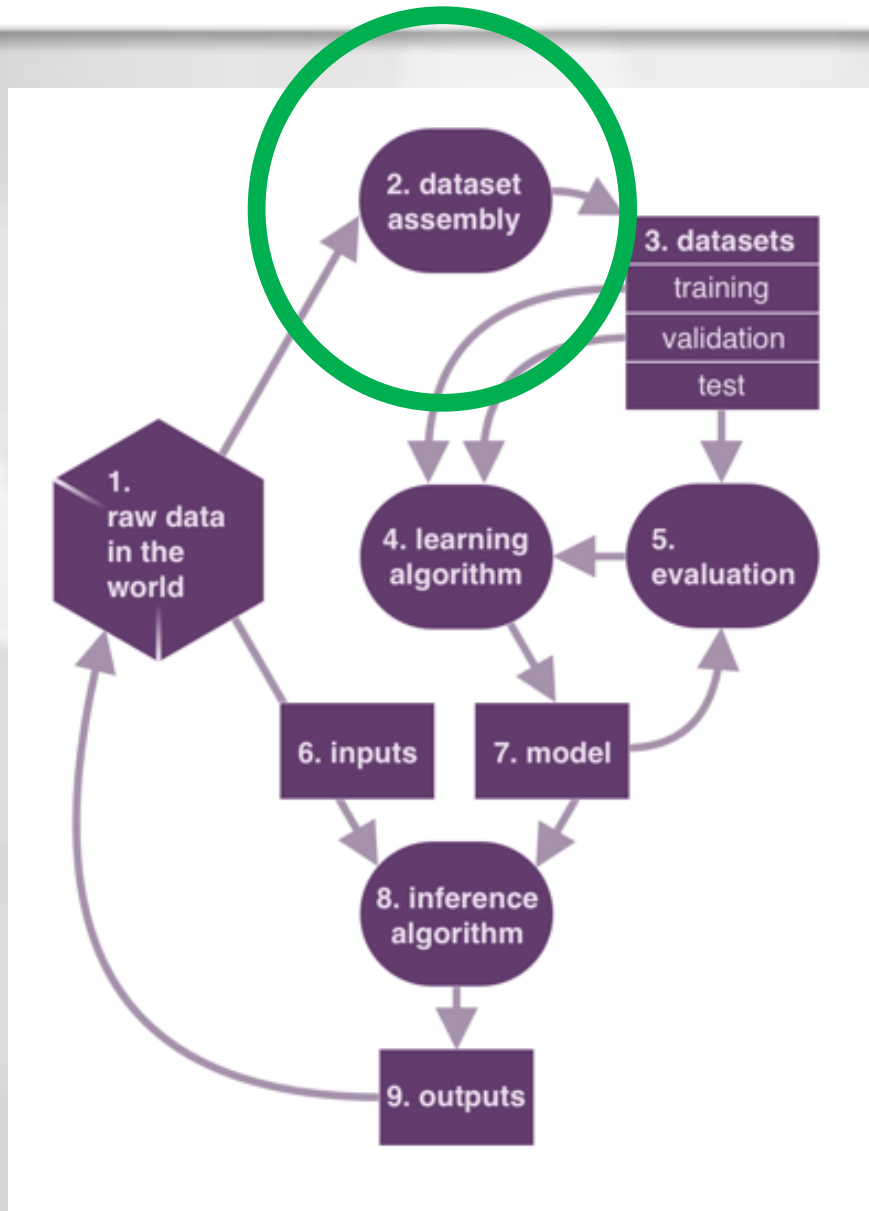 2. dataset
assembly
3. datasets
training
validation
test
1.
raw data
in the
world
4. learning
algorithm
5.
evaluation
6. inputs
7. model
8. inference
algorithm
9. outputs